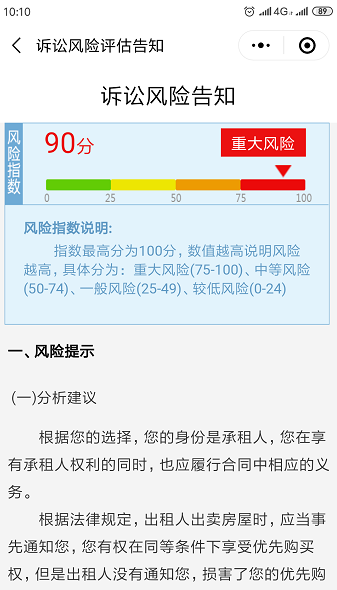 10:10
4G
89
诉讼风险评估告知
诉讼风险告知
风险指数
90分
重大风险
0 25 50 75 100
风险指数说明:
指数最高分为100分，数值越高说明风险
越高，具体分为：重大风险(75-100)、中等风险
(50-74)、一般风险(25-49)、较低风险(0-24)
一、风险提示
(一)分析建议
根据您的选择，您的身份是承租人，您在享
有承租人权利的同时，也应履行合同中相应的义
务。
根据法律规定，出租人出卖房屋时，应当事
先通知您，您有权在同等条件下享受优先购买
权，但是出租人没有通知您，损害了您的优先购